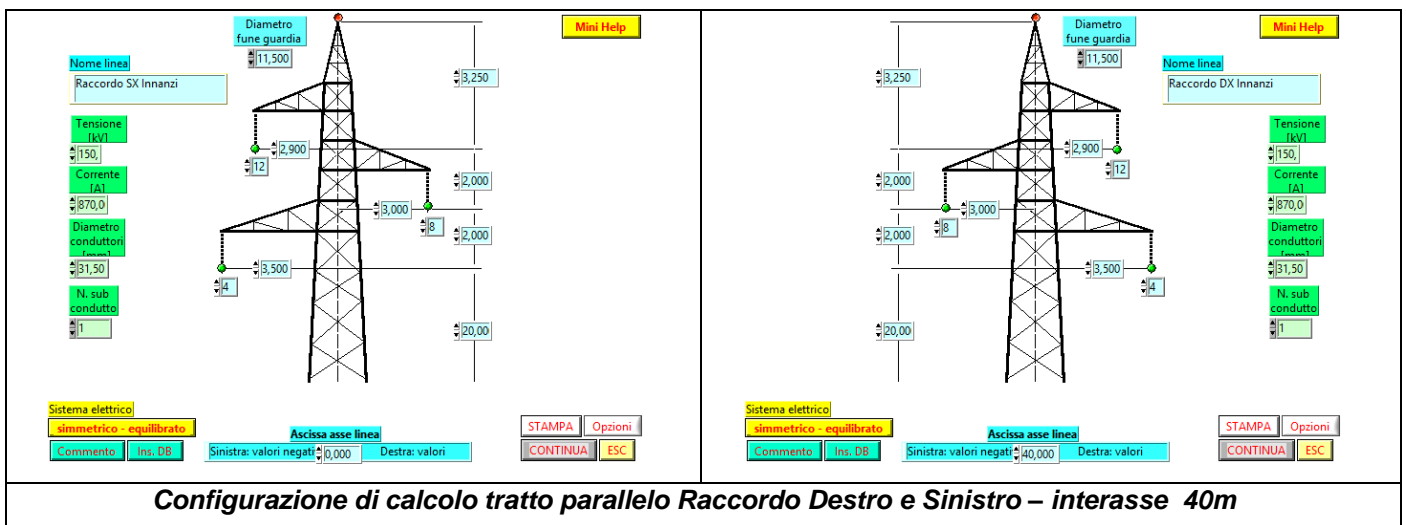 Diametro
fune guardia
11,500
Mini Help
3,250
Nome linea
Raccordo SX Innanzi
Tensione
[kV]
150,
2,900
12
Corrente
[A]
870,0
2,000
3,000
8
Diametro
conduttori
[mm]
31,50
2,000
3,500
4
N. sub
condutto
1
20,00
Sistema elettrico
simmetrico - equilibrato
Commento
Ins. DB
Ascissa asse linea
Sinistra: valori negati
0,000
Destra: valori
STAMPA
Opzioni
CONTINUA
ESC
Diametro
fune guardia
11,500
Mini Help
3,250
Nome linea
Raccordo DX Innanzi
Tensione
[kV]
150,
2,900
12
Corrente
[A]
870,0
2,000
3,000
8
Diametro
conduttori
[mm]
31,50
2,000
3,500
4
N. sub
condutto
1
20,00
Sistema elettrico
simmetrico - equilibrato
Commento
Ins. DB
Ascissa asse linea
Sinistra: valori negati
40,000
Destra: valori
STAMPA
Opzioni
CONTINUA
ESC
Configurazione di calcolo tratto parallelo Raccordo Destro e Sinistro – interasse 40m